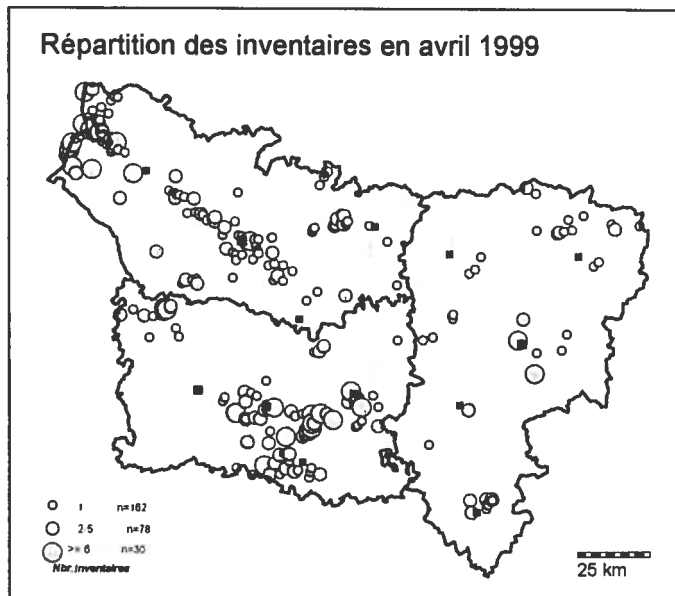 Répartition des inventaires en avril 1999
1 n=162
2-5 n=78
>= 6 n=30
Nbr. Inventaires
25 km